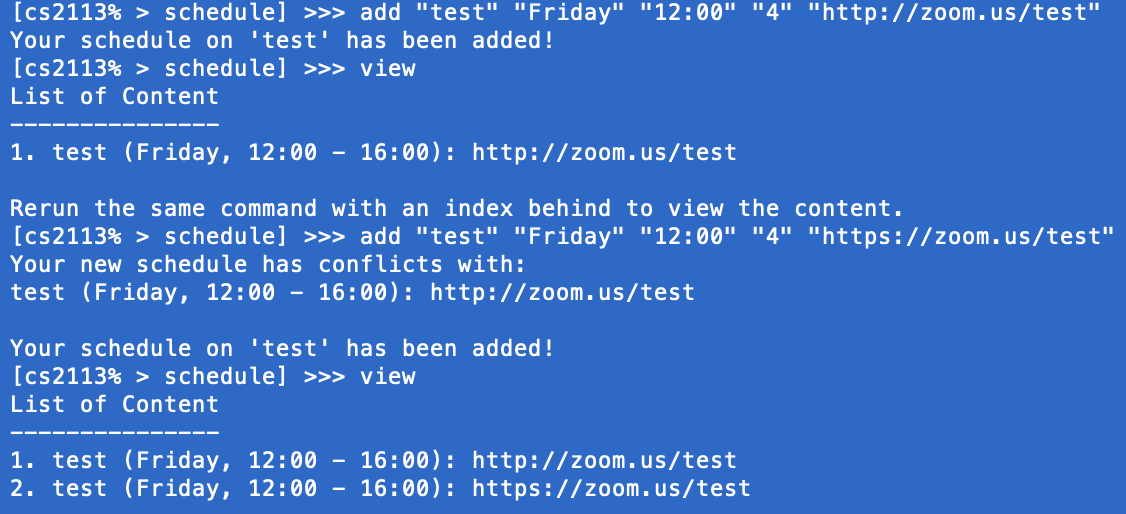 [cs2113% > schedule] >>> add "test" "Friday" "12:00" "4" "http://zoom.us/test"
Your schedule on 'test' has been added!
[cs2113% > schedule] >>> view
List of Content
---------------
1. test (Friday, 12:00 - 16:00): http://zoom.us/test
Rerun the same command with an index behind to view the content.
[cs2113% > schedule] >>> add "test" "Friday" "12:00" "4" "https://zoom.us/test"
Your new schedule has conflicts with:
test (Friday, 12:00 - 16:00): http://zoom.us/test
Your schedule on 'test' has been added!
[cs2113% > schedule] >>> view
List of Content
---------------
1. test (Friday, 12:00 - 16:00): http://zoom.us/test
2. test (Friday, 12:00 - 16:00): https://zoom.us/test